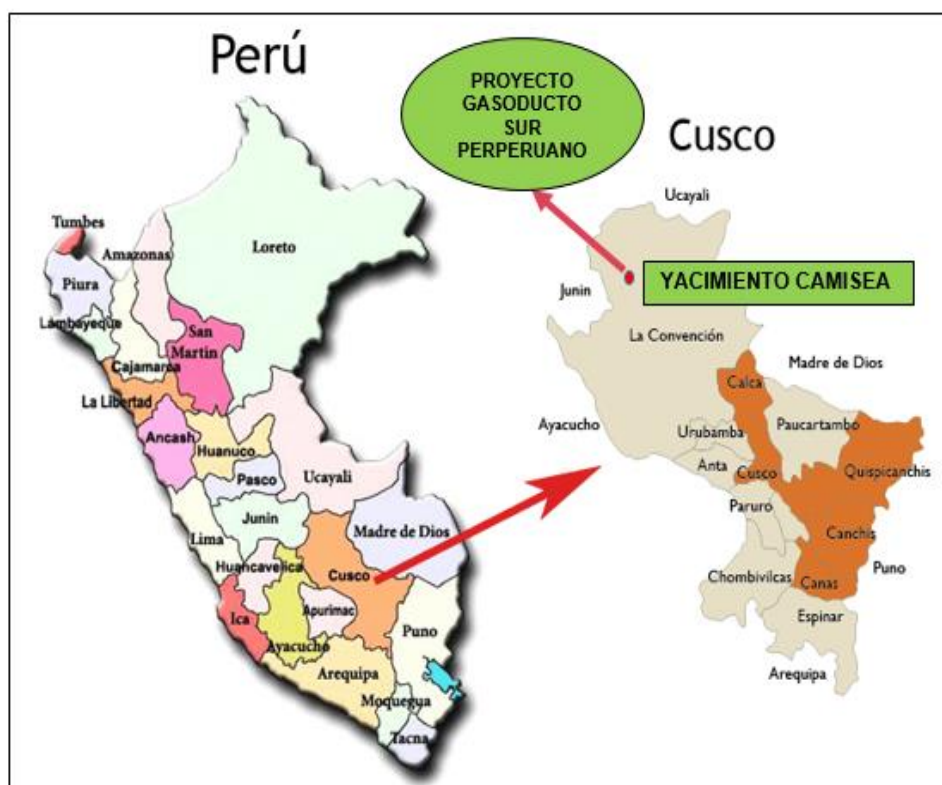 Perú
Tumbes
Piura
Amazonas
Loreto
Lambayeque
Cajamarca
San
Martin
La Libertad
Ancash
Huanuco
Ucayali
Pasco
Junin
Lima
Madre de Dios
Huancavelica
Cusco
Ica
Apurimac
Ayacucho
Puno
Arequipa
Moquegua
Tacna
PROYECTO
GASODUCTO
SUR
PERPERUANO
Cusco
Ucayali
YACIMIENTO CAMISEA
Junin
La Convención
Madre de Dios
Calca
Ayacucho
Urubamba
Paucartambo
Anta
Cusco
Quispicanchis
Paruro
Canchis
Chombivilcas
Canas
Puno
Espinar
Arequipa